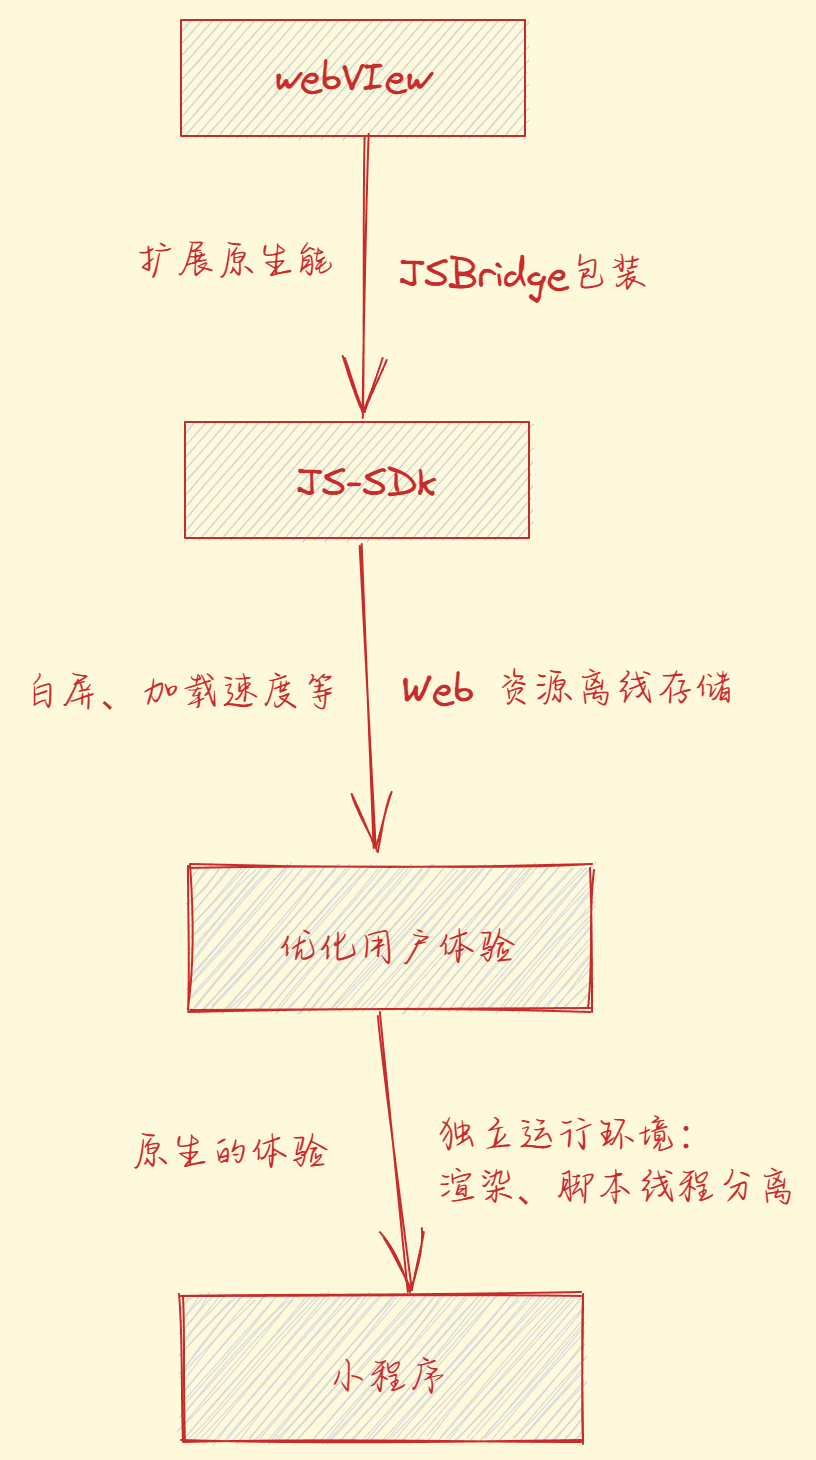 webVIew
扩展原生能
JSBridge包装
JS-SDk
白屏、加载速度等
Web 资源离线存储
优化用户体验
原生的体验
独立运行环境:
渲染、脚本线程分离
小程序